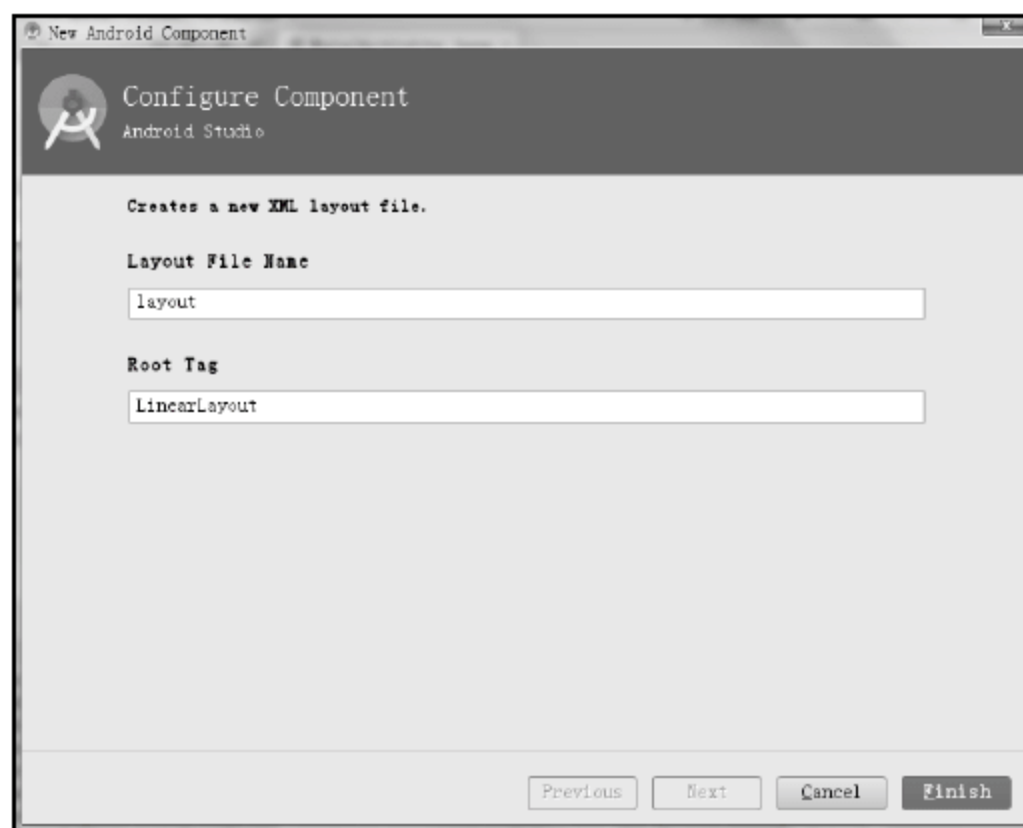 New Android Component
Configure Component
Android Studio
Creates a new XML layout file.
Layout File Name
layout
Root Tag
LinearLayout
Previous
Next
Cancel
Finish